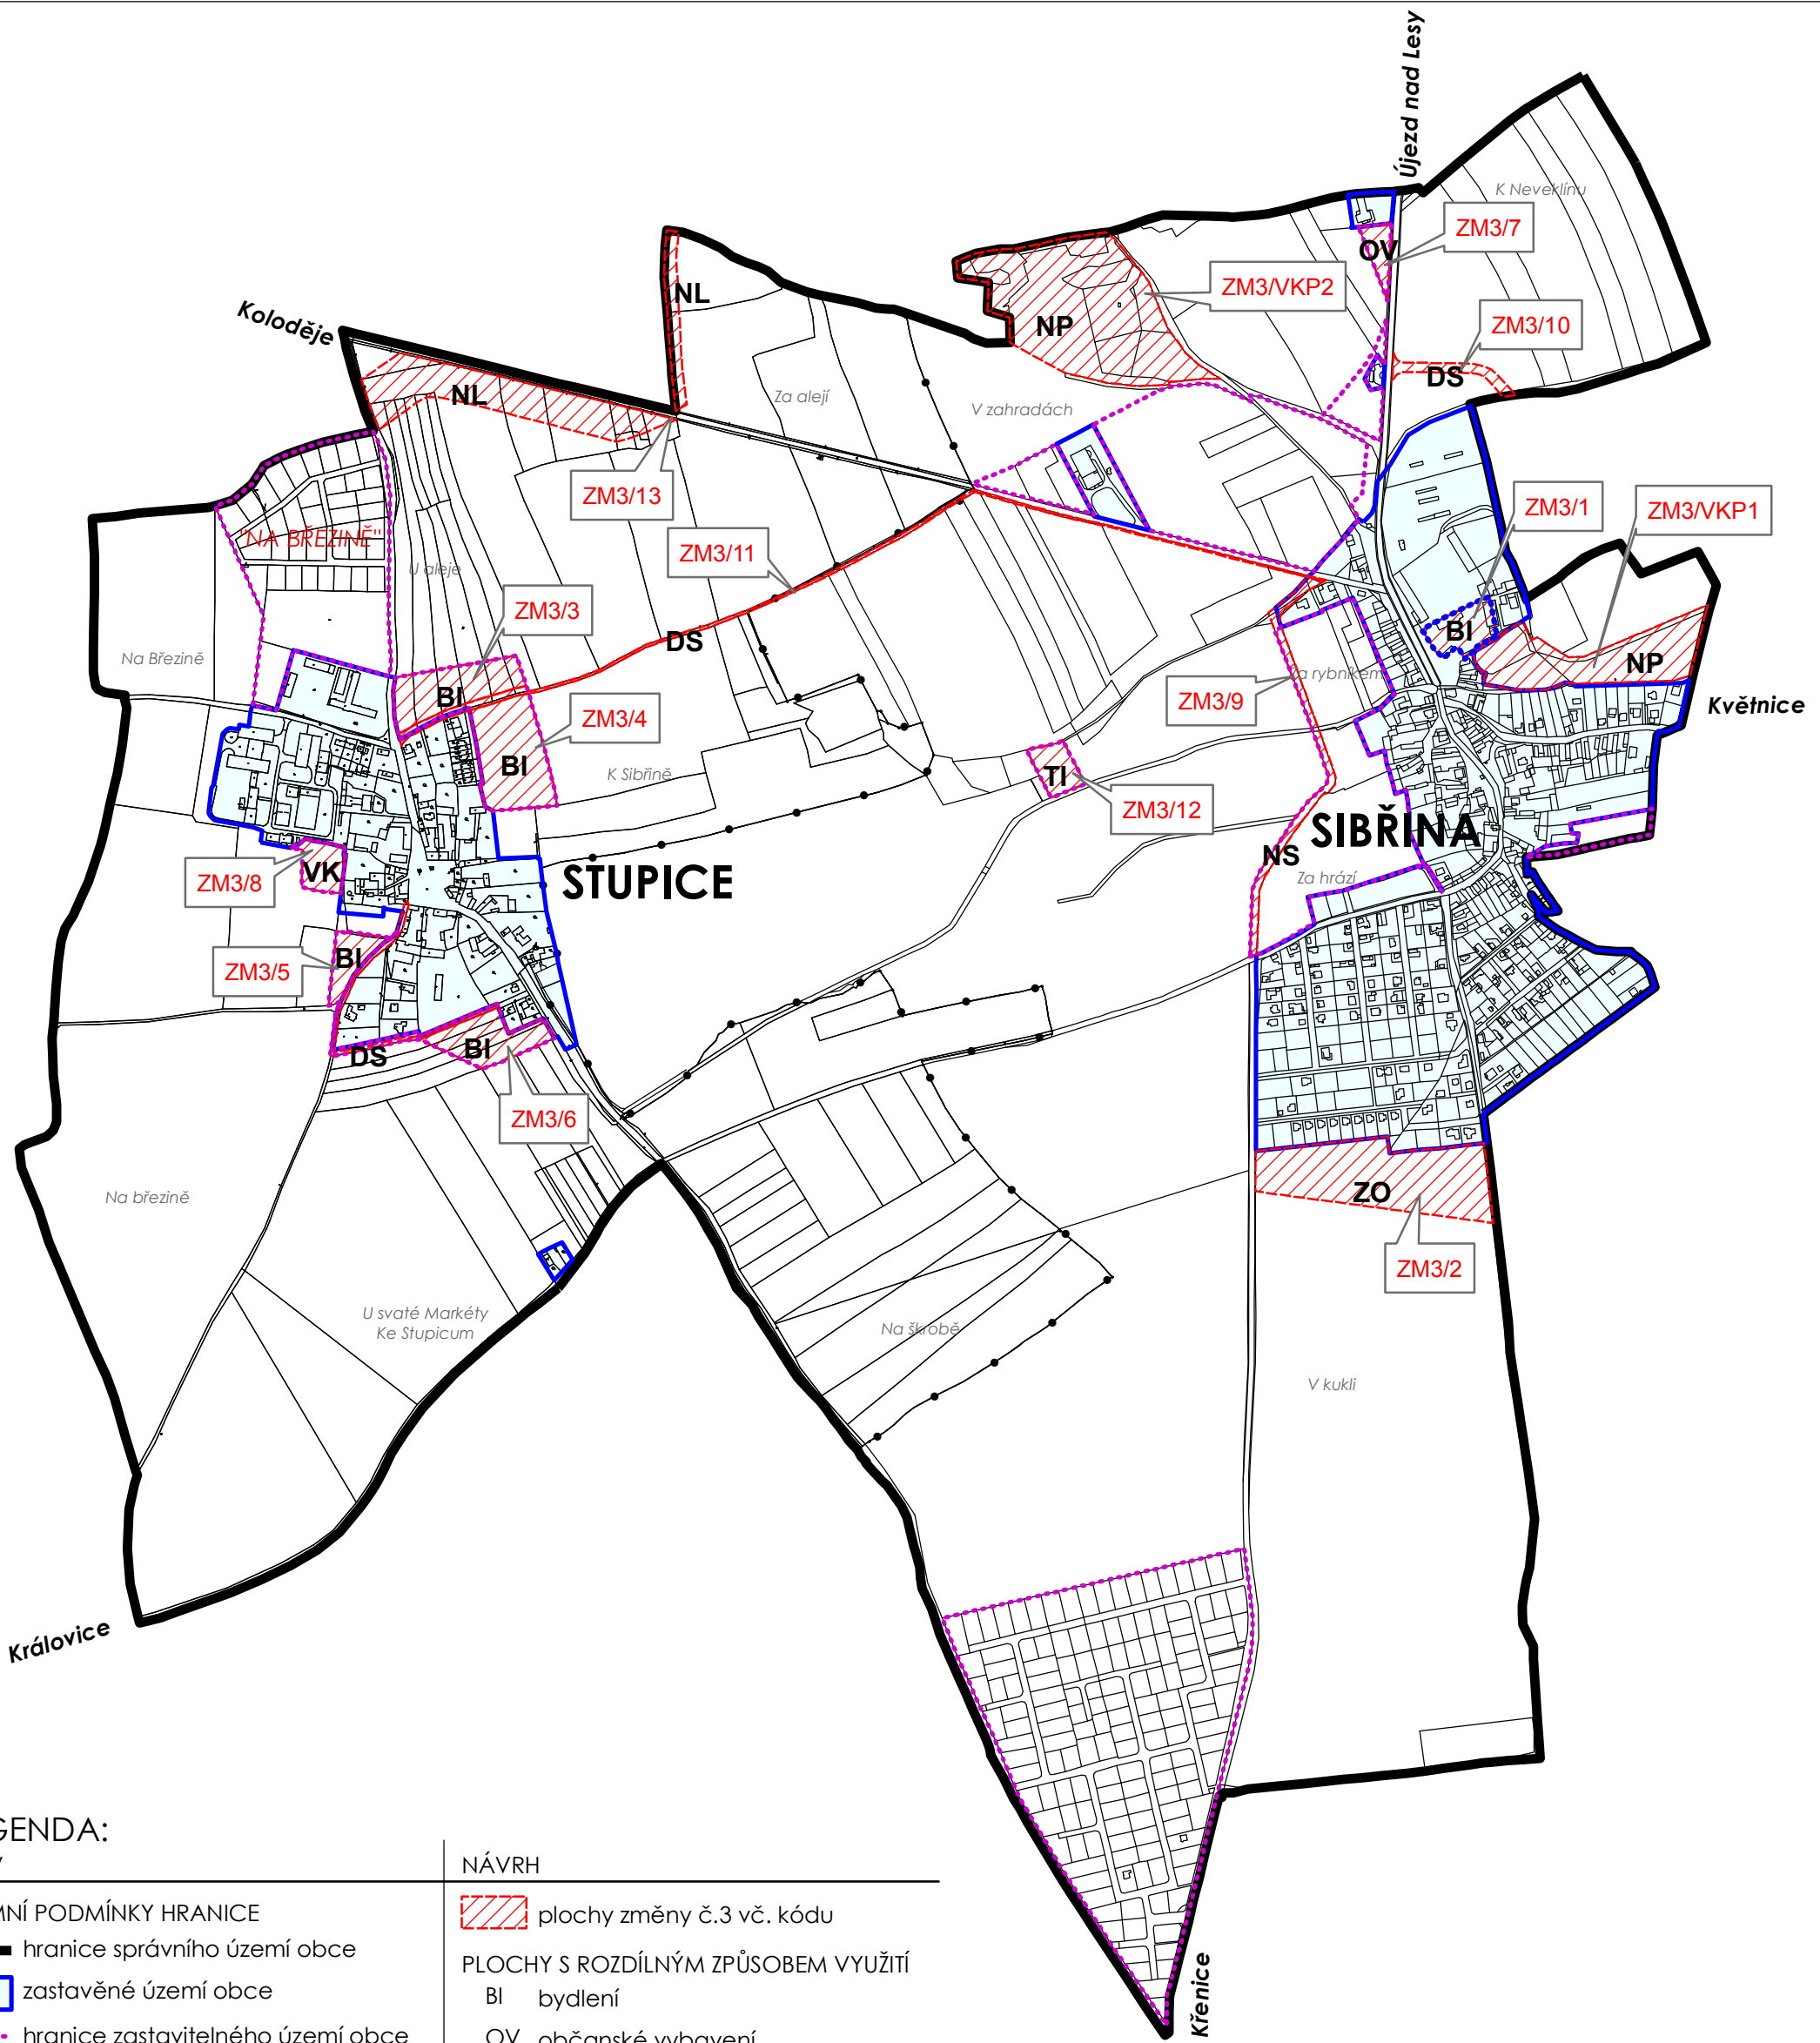 Újezd nad Lesy
K Neveklínu
ZM3/7
OV
ZM3/VKP2
NL
Koloděje
NP
ZM3/10
DS
NL
Za alejí
V zahradách
ZM3/13
ZM3/1
ZM3/VKP1
"NA BŘEZINĚ"
ZM3/11
U aleje
ZM3/3
BI
DS
Na Březině
NP
Za rybníkem
BI
ZM3/4
ZM3/9
Květnice
BI
K Sibřině
TI
ZM3/12
SIBŘINA
NS
ZM3/8
VK
STUPICE
Za hrází
BI
ZM3/5
DS
BI
ZM3/6
Na březině
ZO
ZM3/2
U svaté Markéty
Ke Stupicum
Na škrobě
V kukli
Královice
Křenice
GENDA:
NÁVRH
MNÍ PODMÍNKY HRANICE
hranice správního území obce
zastavěné území obce
hranice zastavitelného území obce
plochy změny č.3 vč. kódu
PLOCHY S ROZDÍLNÝM ZPŮSOBEM VYUŽITÍ
BI bydlení
OV občanské vybavení